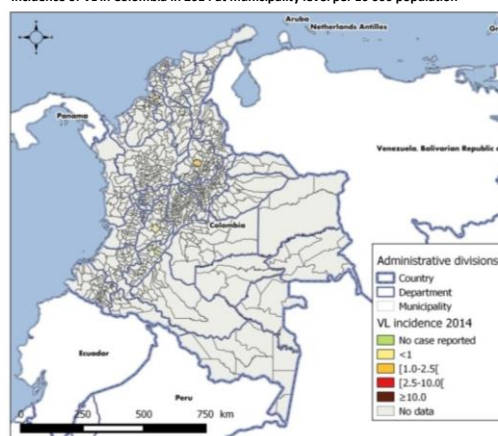 Incidence of VL in Colombia in 2014 at municipality level per 10 000 population
Aruba
Netherlands Antilles
Panama
Venezuela, Bolivarian Republic
Colombia
Ecuador
Peru
Administrative divisions
Country
Department
Municipality
VL incidence 2014
No case reported
<1
[1.0-2.5[
[2.5-10.0[
≥10.0
No data
0 250 500 750 km